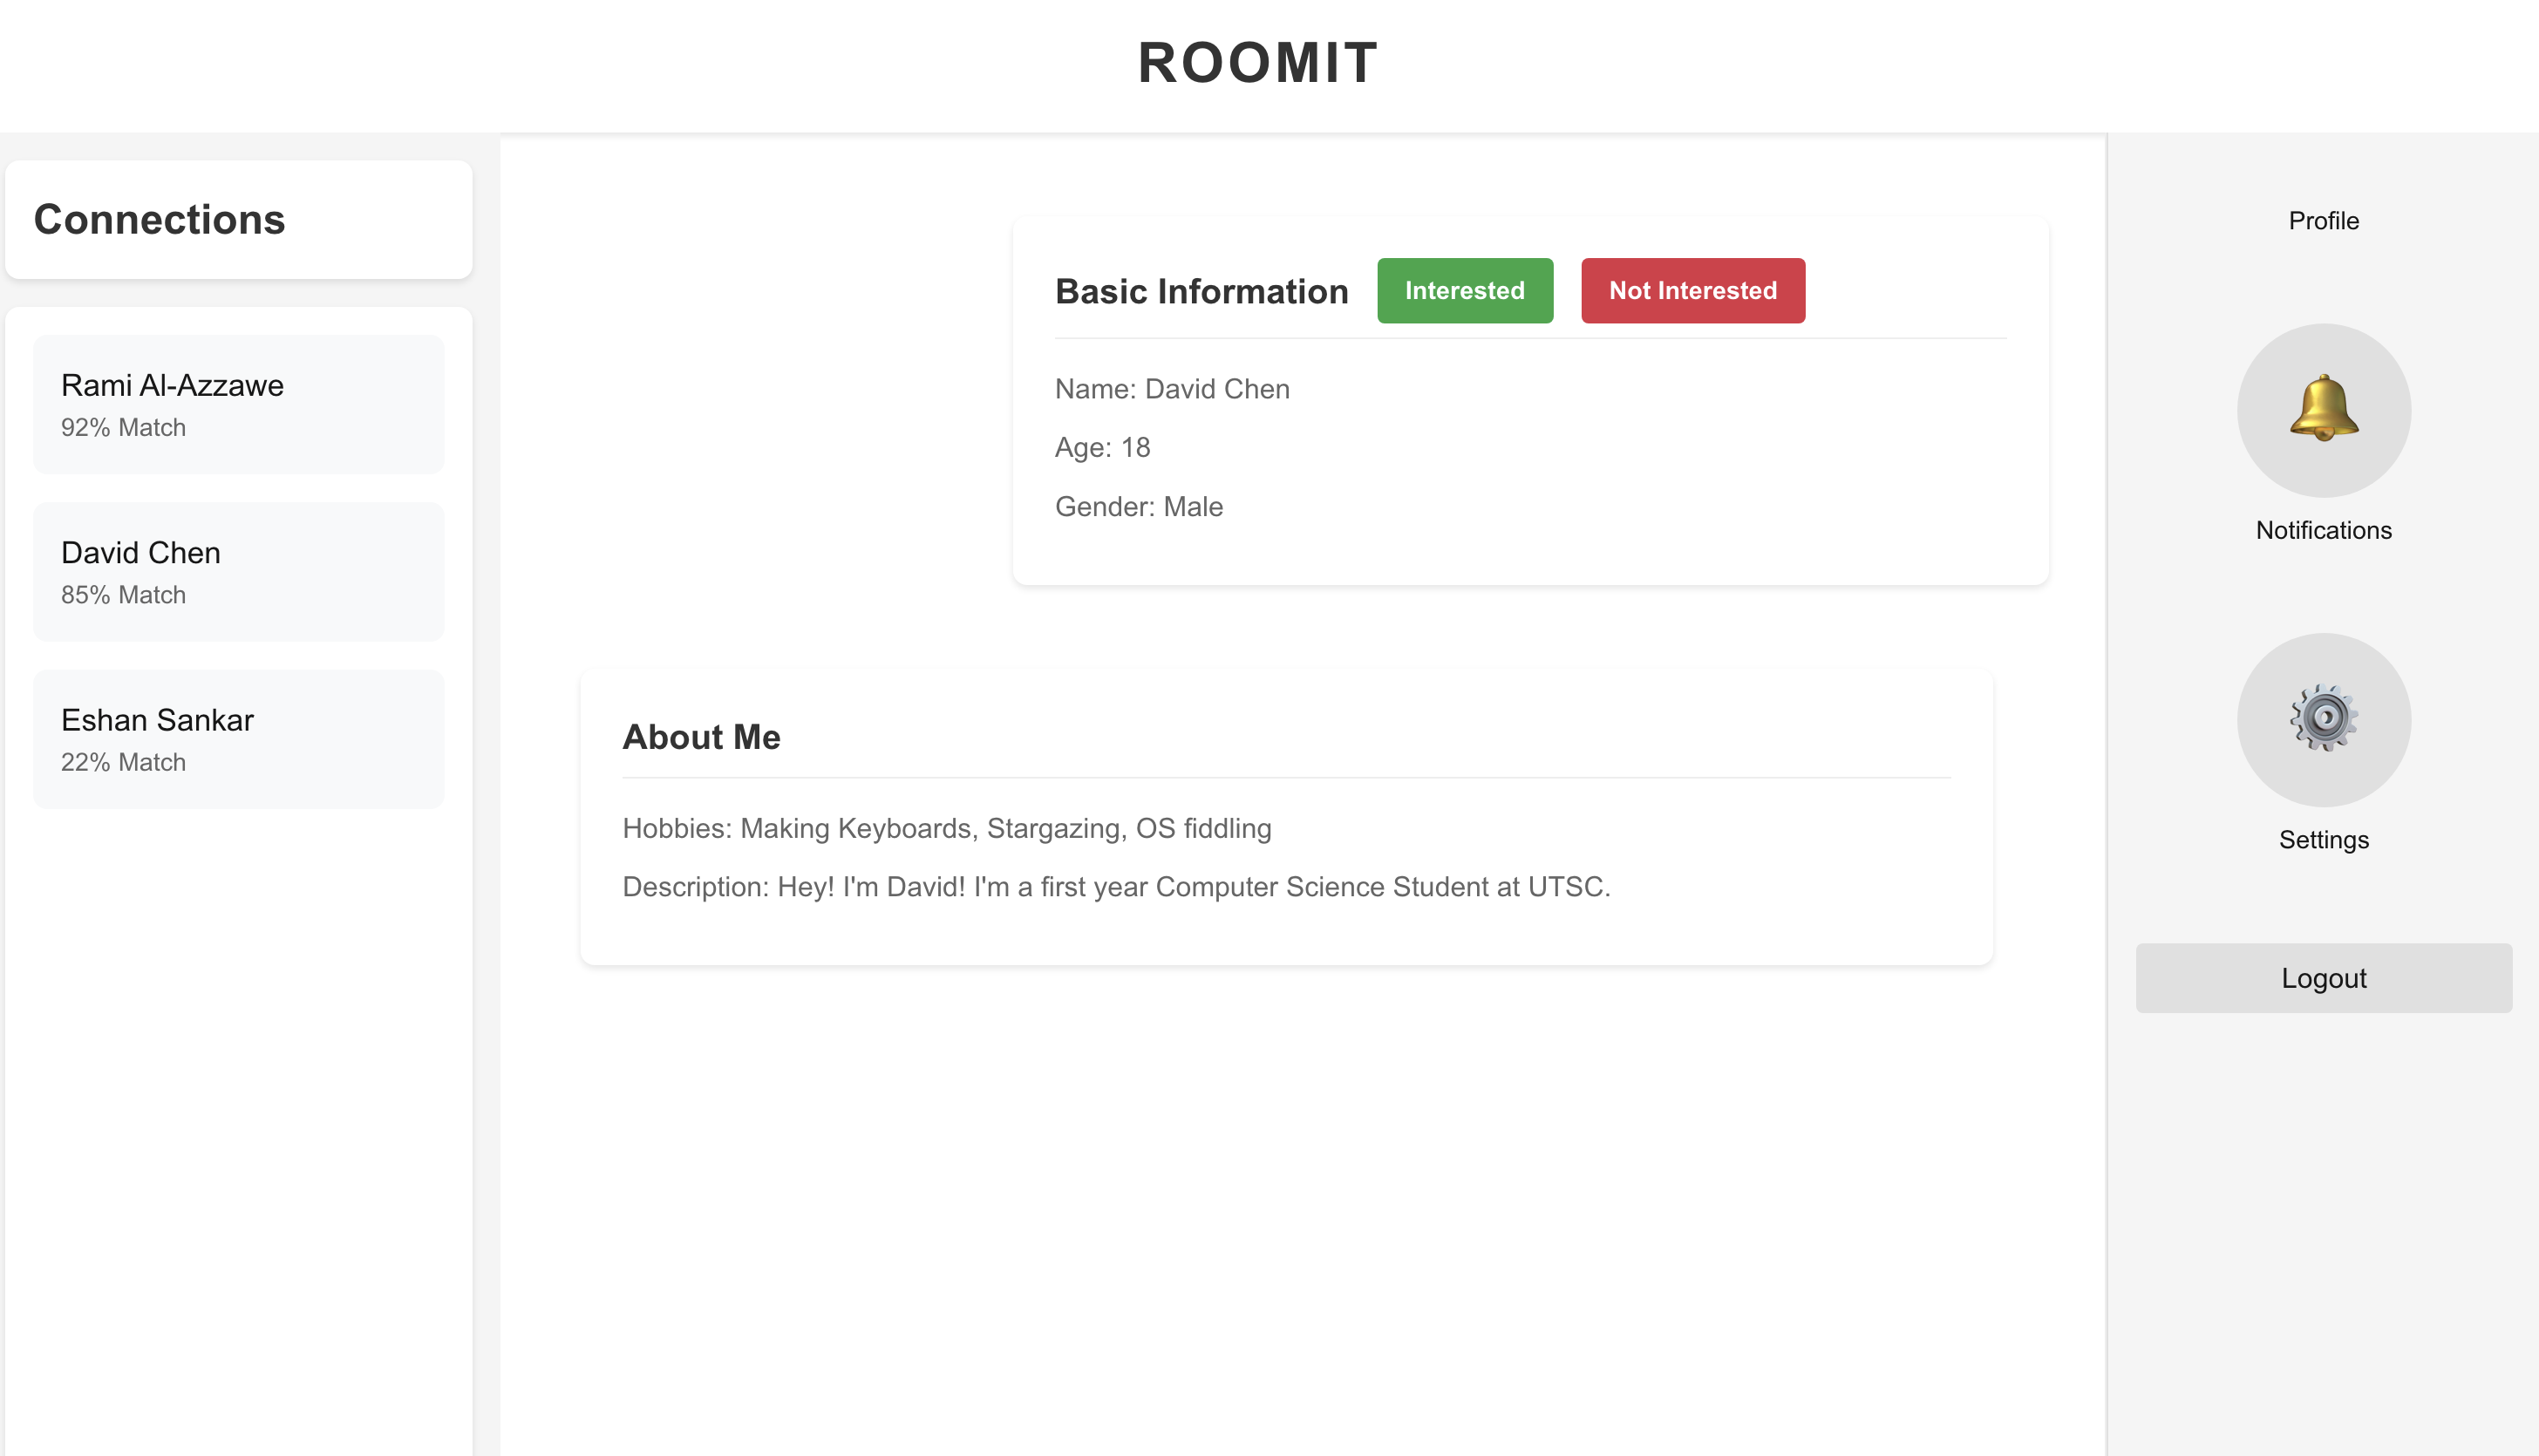 ROOMIT
Connections
Rami Al-Azzawe
92% Match
David Chen
85% Match
Eshan Sankar
22% Match
Basic Information
Interested
Not Interested
Name: David Chen
Age: 18
Gender: Male
About Me
Hobbies: Making Keyboards, Stargazing, OS fiddling
Description: Hey! I'm David! I'm a first year Computer Science Student at UTSC.
Profile
Notifications
Settings
Logout